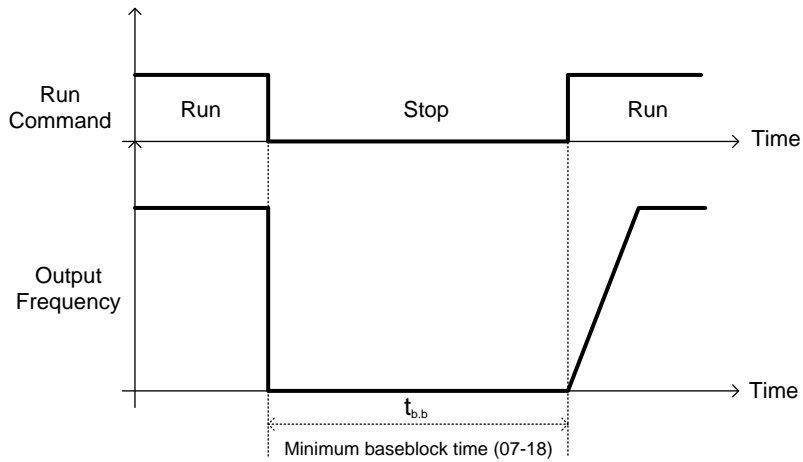 Run
Command
Run
Stop
Run
Time
Output
Frequency
Time
tb.b
Minimum baseblock time (07-18)